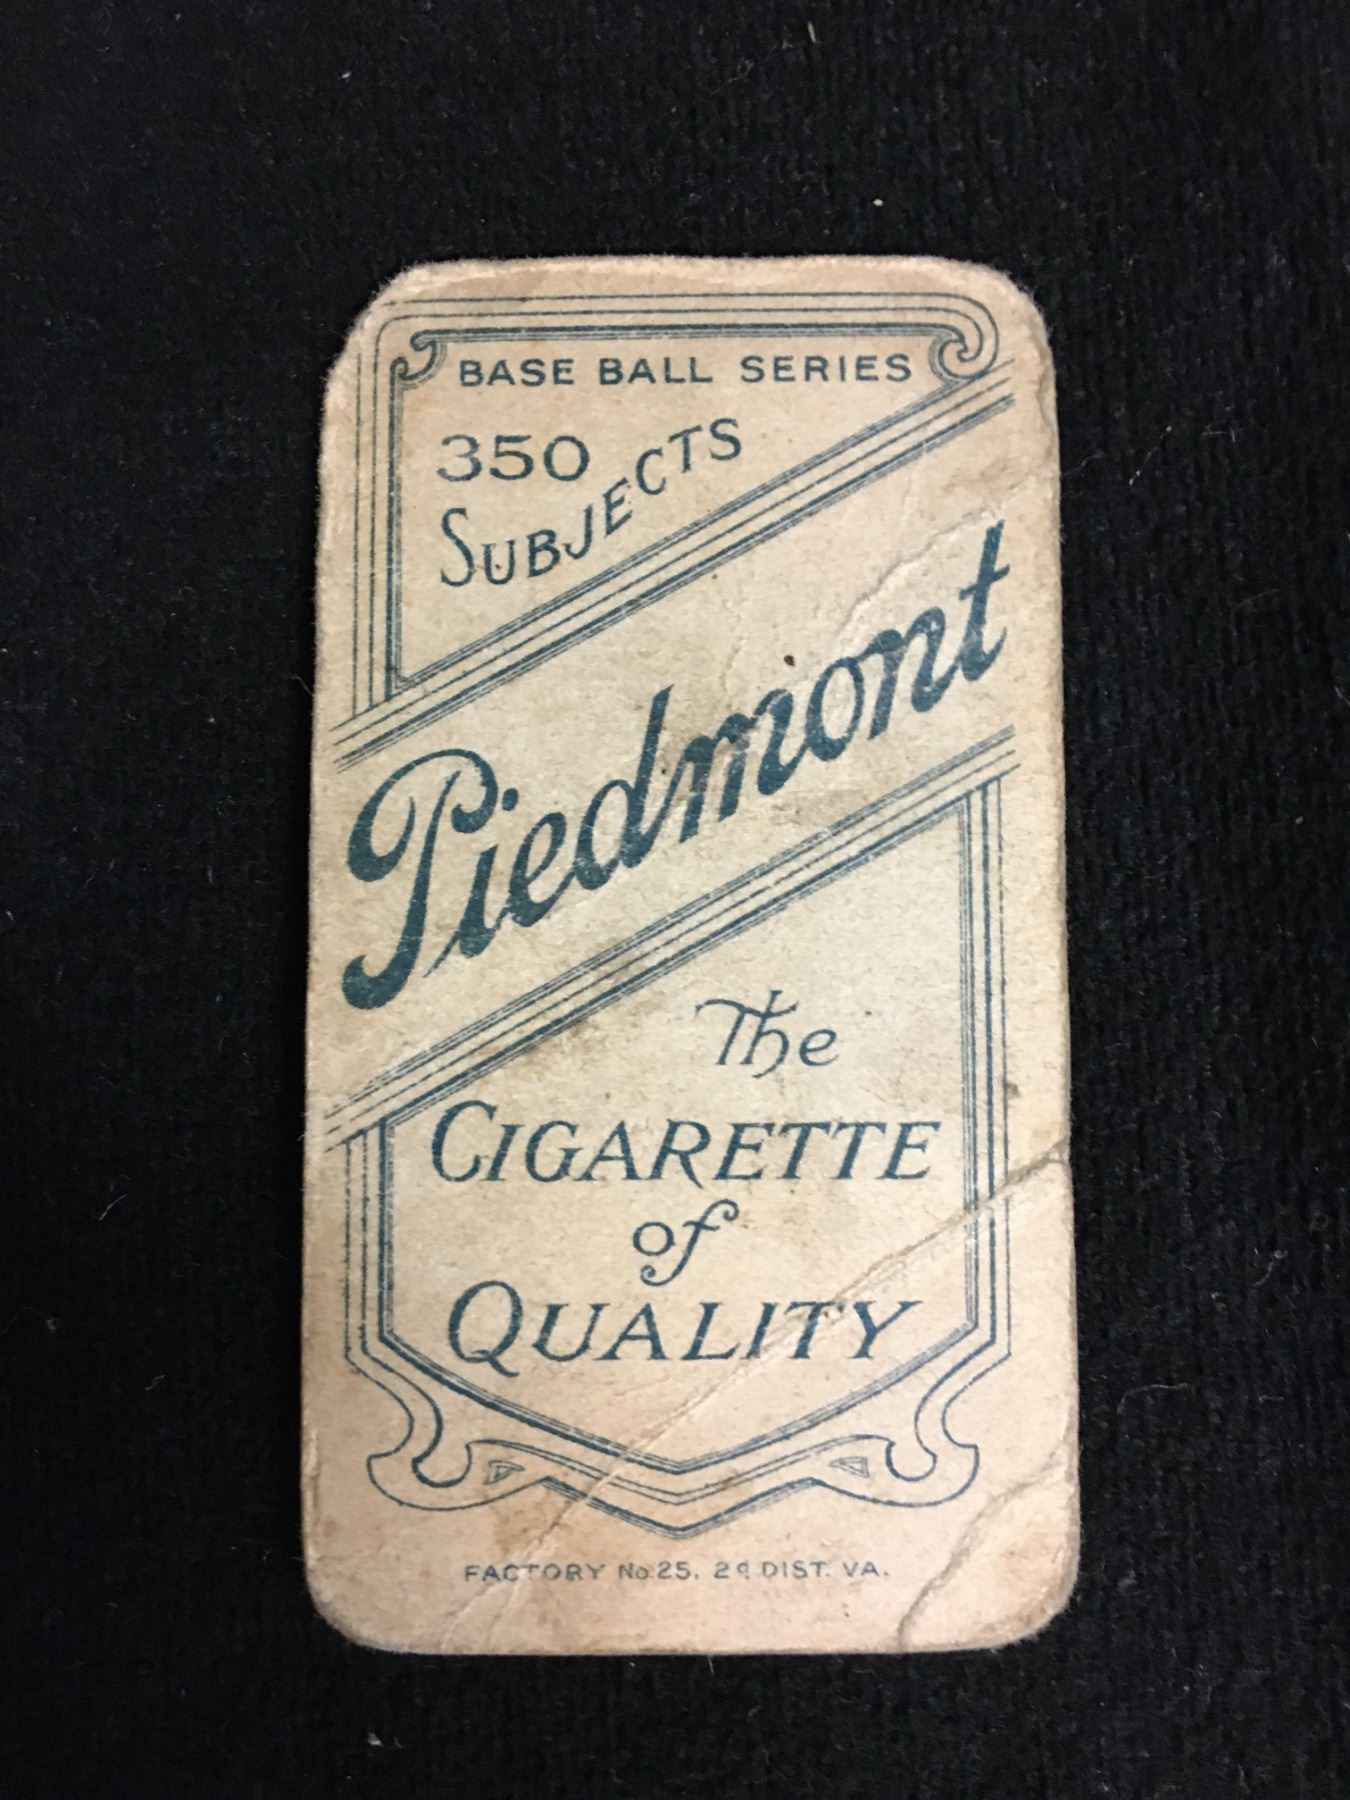 BASE BALL SERIES
350
SUBJECTS
Piedmont
The
CIGARETTE
of
QUALITY
FACTORY No. 25, 2d DIST. VA.